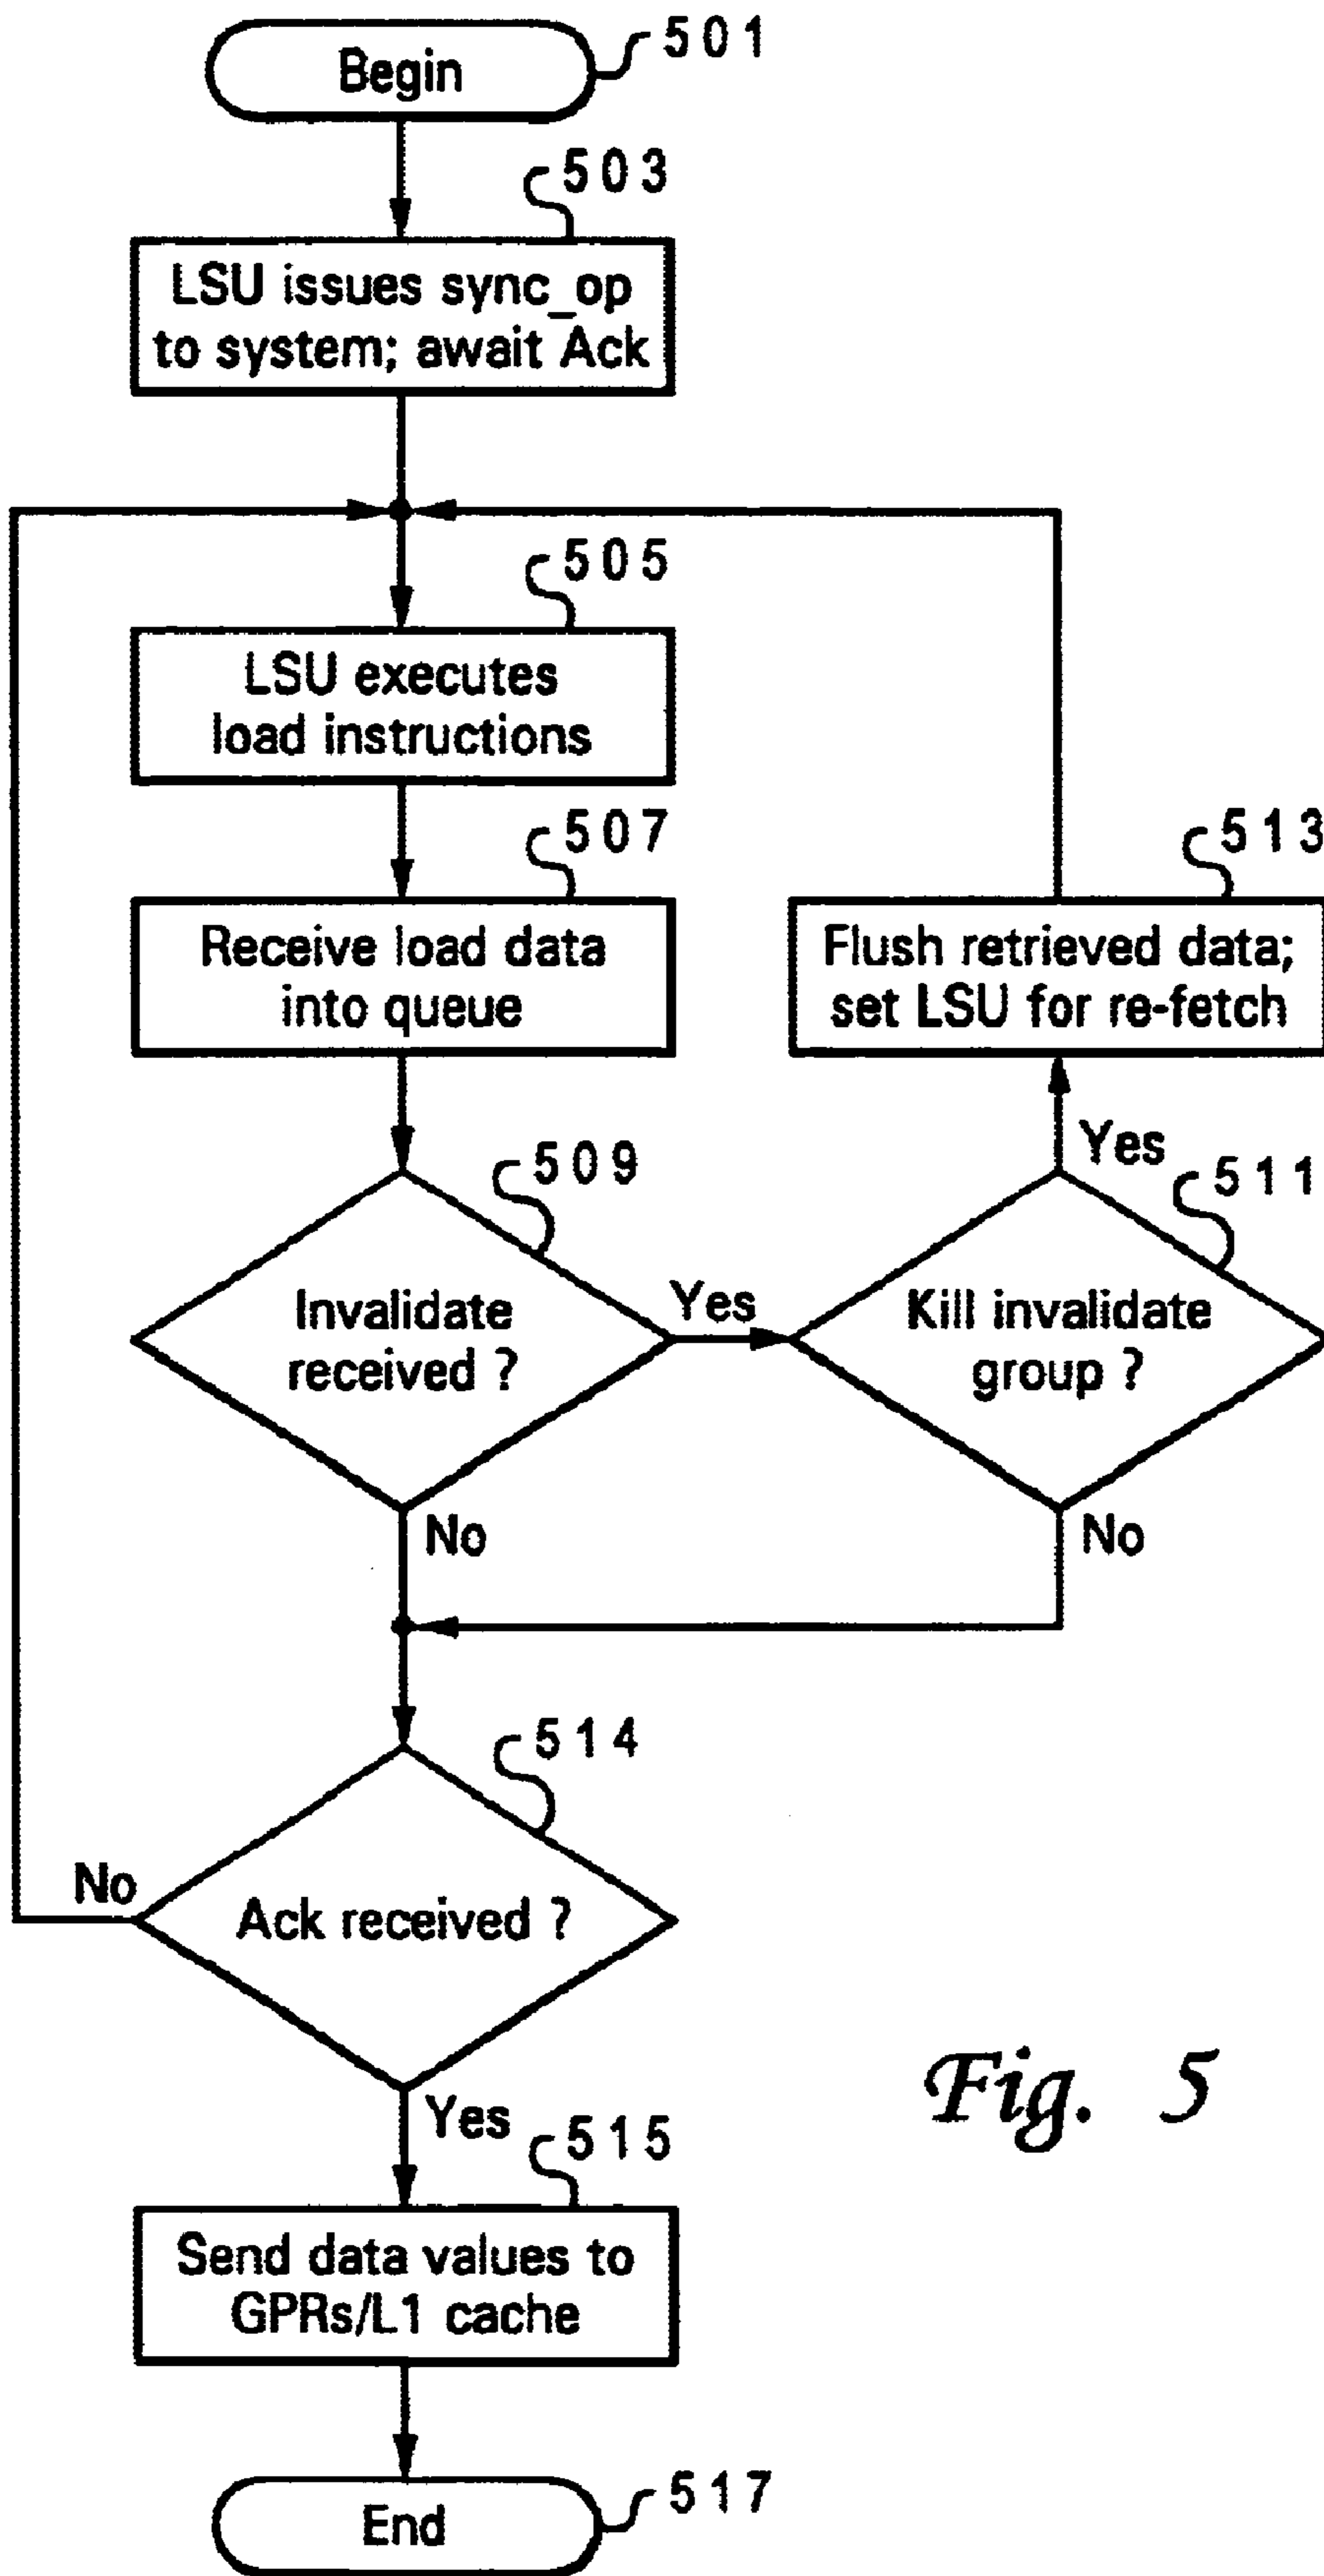 Begin
501
503
LSU issues sync_op
to system; await Ack
505
LSU executes
load instructions
507
Receive load data
into queue
513
Flush retrieved data;
set LSU for re-fetch
509
Invalidate
received ?
Yes
No
511
Kill invalidate
group ?
Yes
No
514
Ack received ?
No
Yes
515
Send data values to
GPRs/L1 cache
End
517
Fig. 5